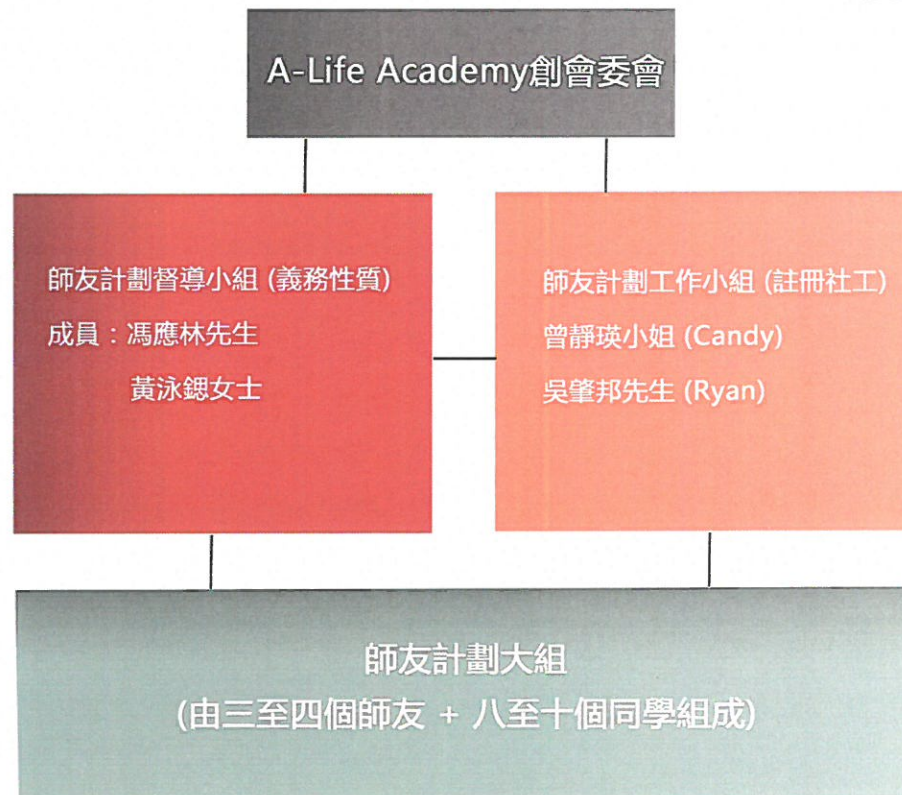 A-Life Academy創會委會
師友計劃督導小組 (義務性質)
成員：馮應林先生
黃泳鍶女士
師友計劃工作小組 (註冊社工)
曾靜瑛小姐 (Candy)
吳肇邦先生 (Ryan)
師友計劃大組
(由三至四個師友 + 八至十個同學組成)